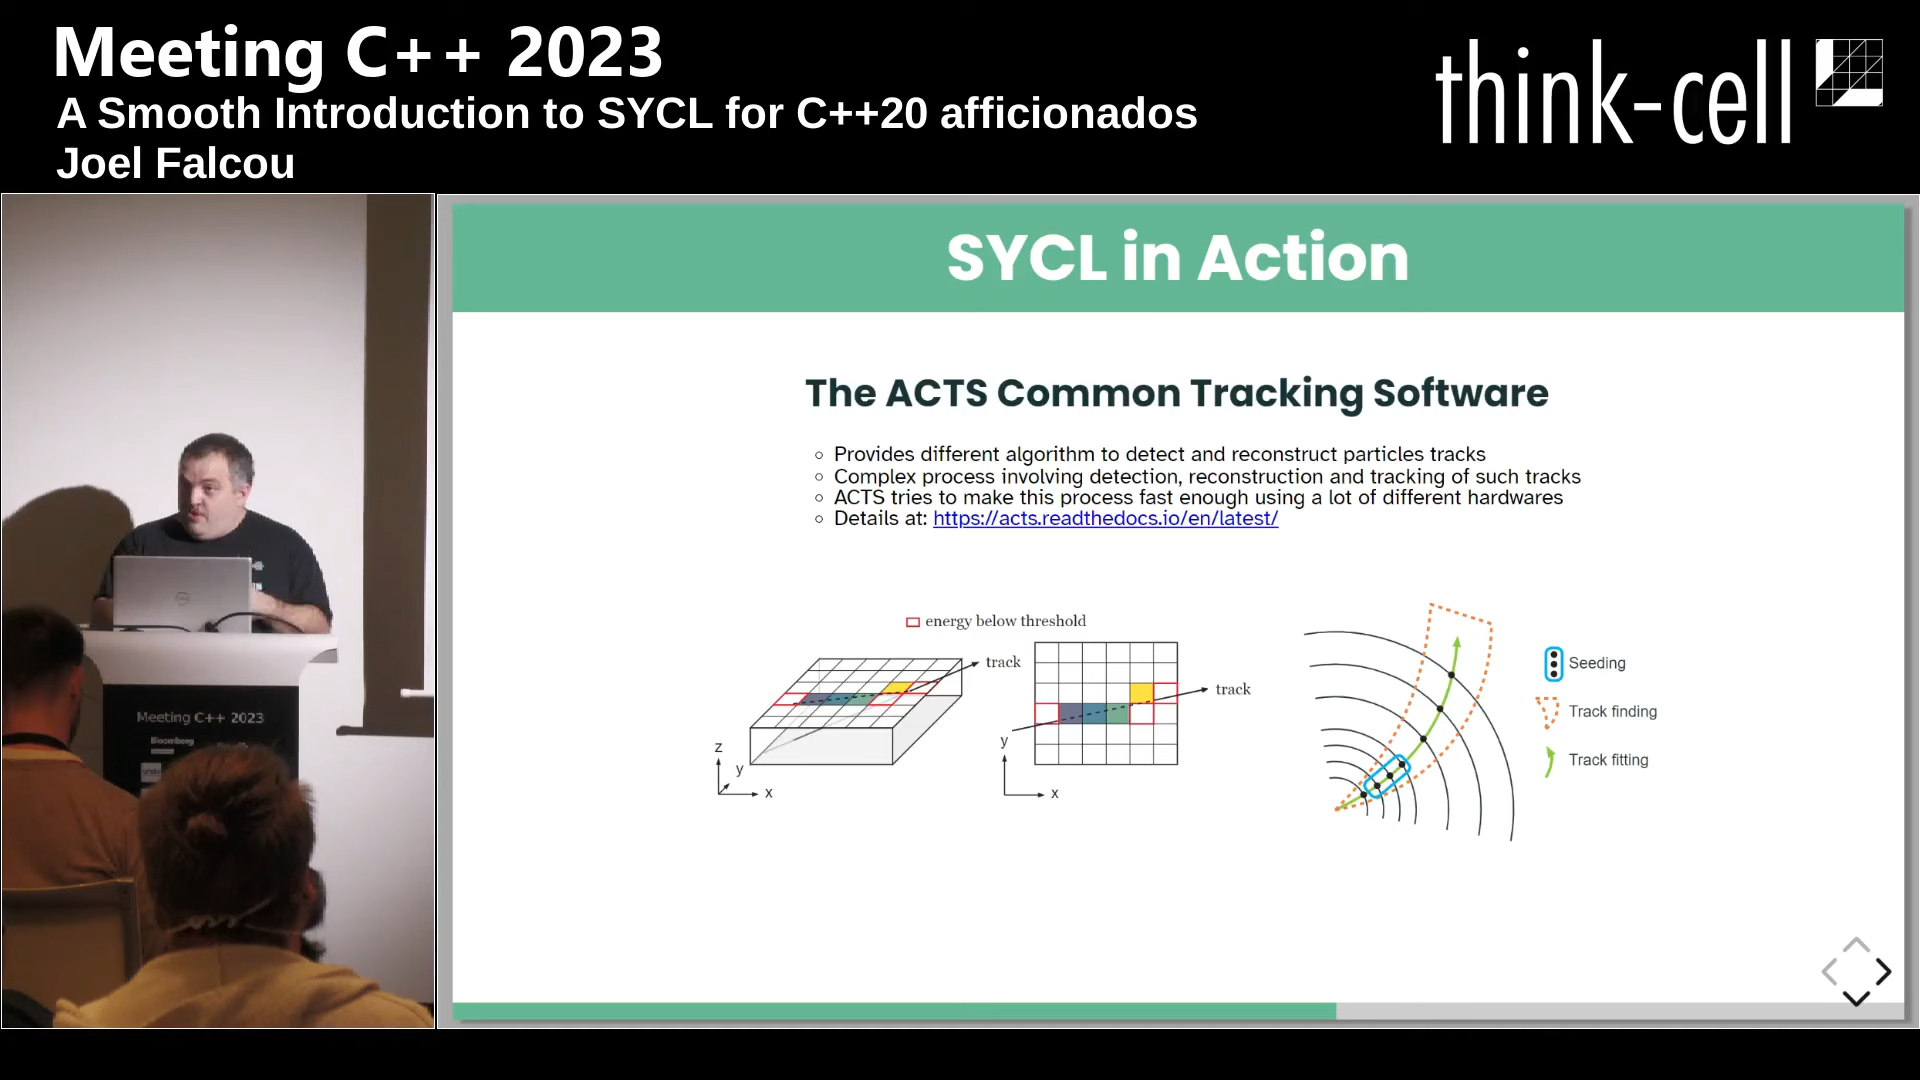 Meeting C++ 2023
A Smooth Introduction to SYCL for C++20 afficionados
Joel Falcou
think-cell
SYCL in Action
The ACTS Common Tracking Software
Provides different algorithm to detect and reconstruct particles tracks
Complex process involving detection, reconstruction and tracking of such tracks
ACTS tries to make this process fast enough using a lot of different hardwares
Details at: https://acts.readthedocs.io/en/latest/
energy below threshold
track
track
z
y
x
y
x
Seeding
Track finding
Track fitting
Meeting C++ 2023
Bloomberg